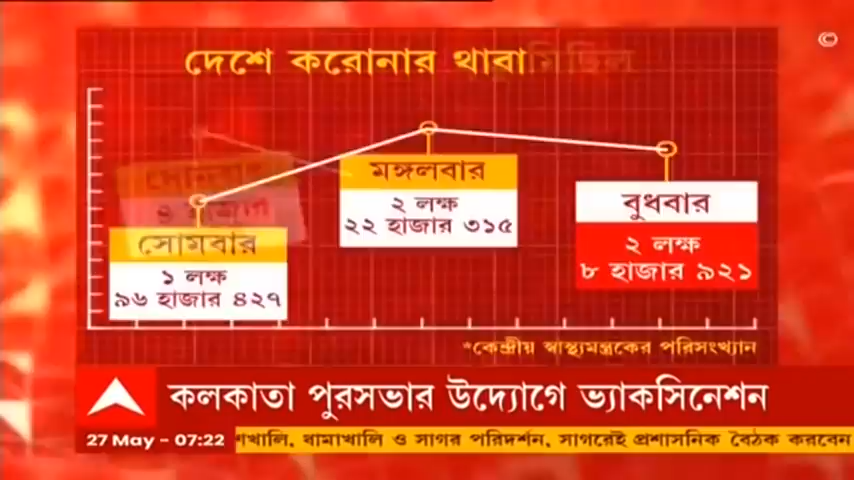 ©
দেশে করোনার থাবা
সোমবার
১ লক্ষ
৯৬ হাজার ৪২৭
মঙ্গলবার
২ লক্ষ
২২ হাজার ৩১৫
বুধবার
২ লক্ষ
৮ হাজার ৯২১
*কেন্দ্রীয় স্বাস্থ্যমন্ত্রকের পরিসংখ্যান
কলকাতা পুরসভার উদ্যোগে ভ্যাকসিনেশন
27 May - 07:22
শখালি, ধামাখালি ও সাগর পরিদর্শন, সাগরেই প্রশাসনিক বৈঠক করবেন